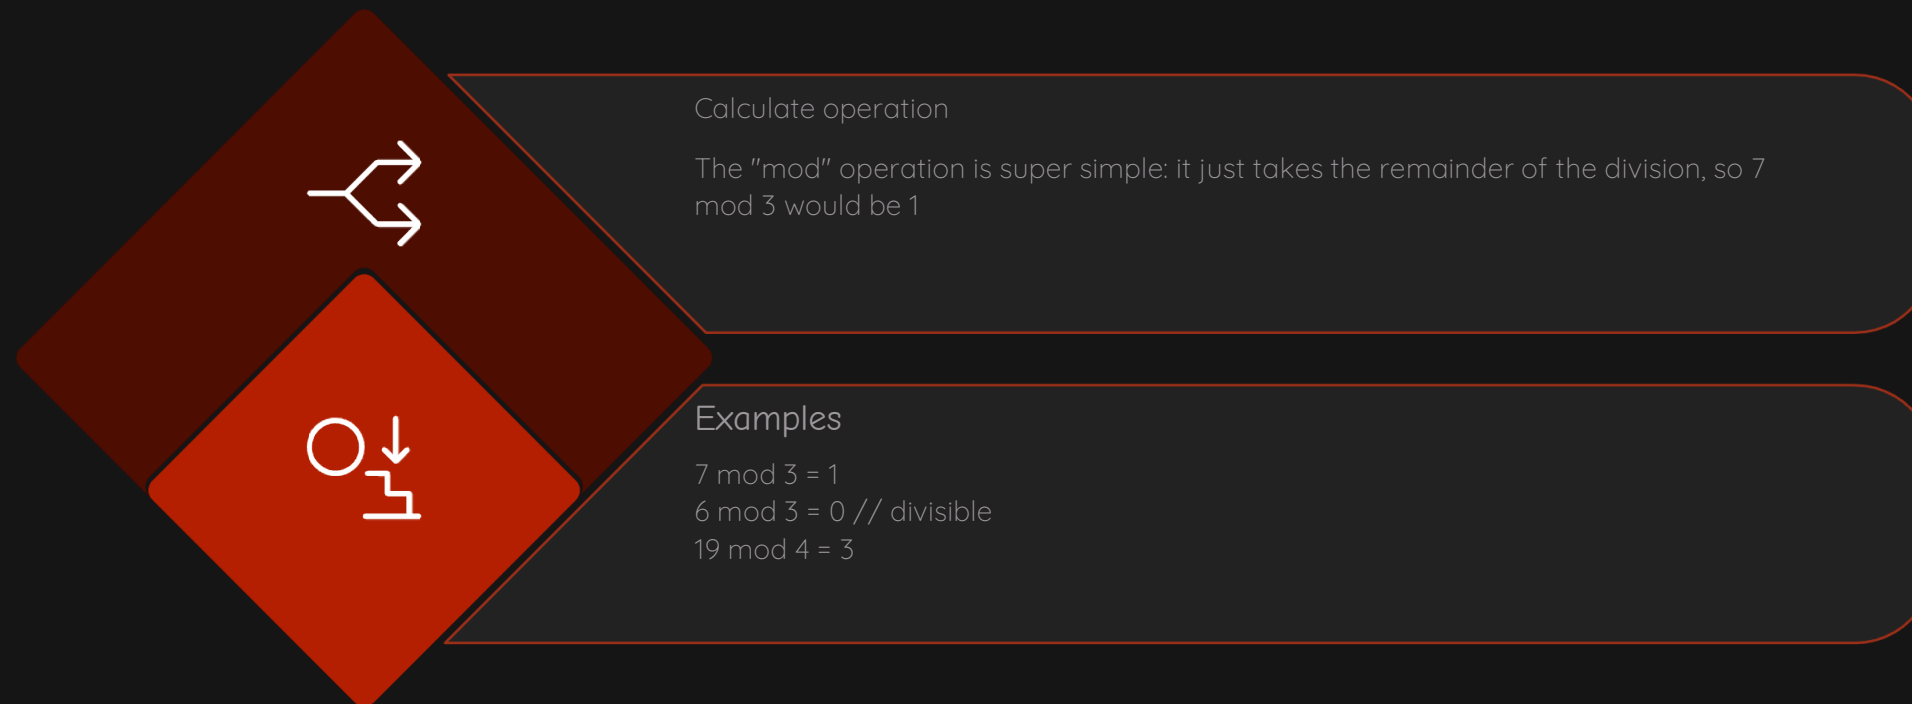 Calculate operation
The "mod" operation is super simple: it just takes the remainder of the division, so 7
mod 3 would be 1
Examples
7 mod 3 = 1
6 mod 3 = 0 // divisible
19 mod 4 = 3